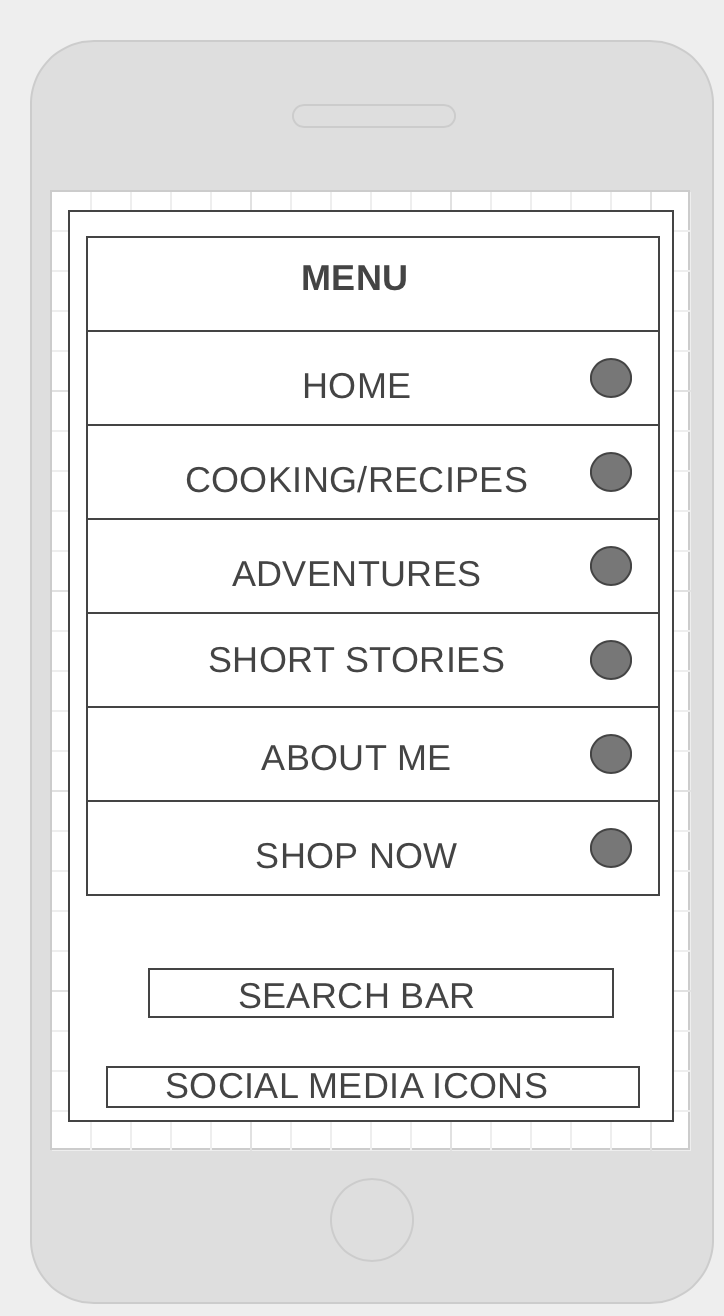 MENU
HOME
COOKING/RECIPES
ADVENTURES
SHORT STORIES
ABOUT ME
SHOP NOW
SEARCH BAR
SOCIAL MEDIA ICONS